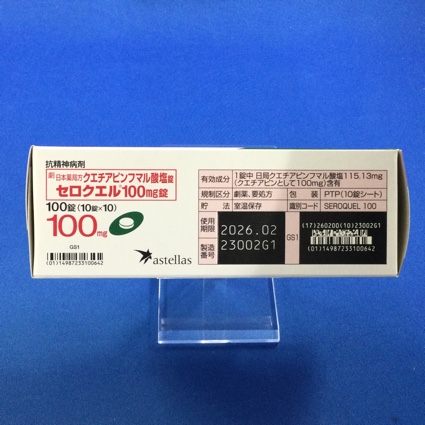 抗精神病剤
劇 日本薬局方 クエチアピンフマル酸塩錠
セロクエル®100mg錠
100錠(10錠×10)
100mg
GS1
(01)14987233100642
astellas
有効成分 1錠中 日局クエチアピンフマル酸塩115.13mg
(クエチアピンとして100mg)含有
規制区分 劇薬、処方 包装 PTP(10錠シート)
貯法 室温保存 識別コード SEROQUEL 100
使用期限 2026.02
製造番号 23002G1
GS1
(17)260200(10)23002G1
(01)14987233100642